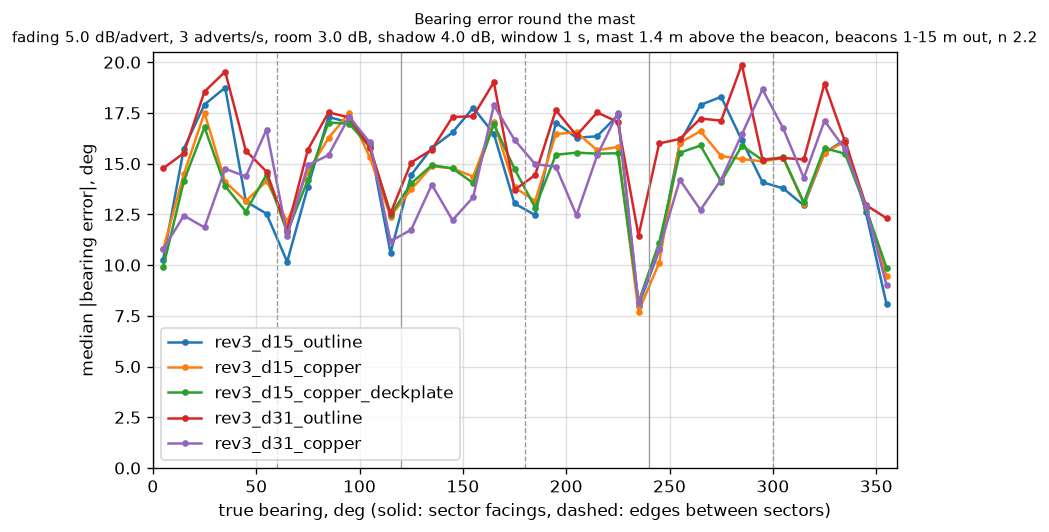 Bearing error round the mast
fading 5.0 dB/advert, 3 adverts/s, room 3.0 dB, shadow 4.0 dB, window 1 s, mast 1.4 m above the beacon, beacons 1-15 m out, n 2.2
median |bearing error|, deg
20.0
17.5
15.0
12.5
10.0
7.5
5.0
2.5
0.0
rev3_d15_outline
rev3_d15_copper
rev3_d15_copper_deckplate
rev3_d31_outline
rev3_d31_copper
0 50 100 150 200 250 300 350
true bearing, deg (solid: sector facings, dashed: edges between sectors)